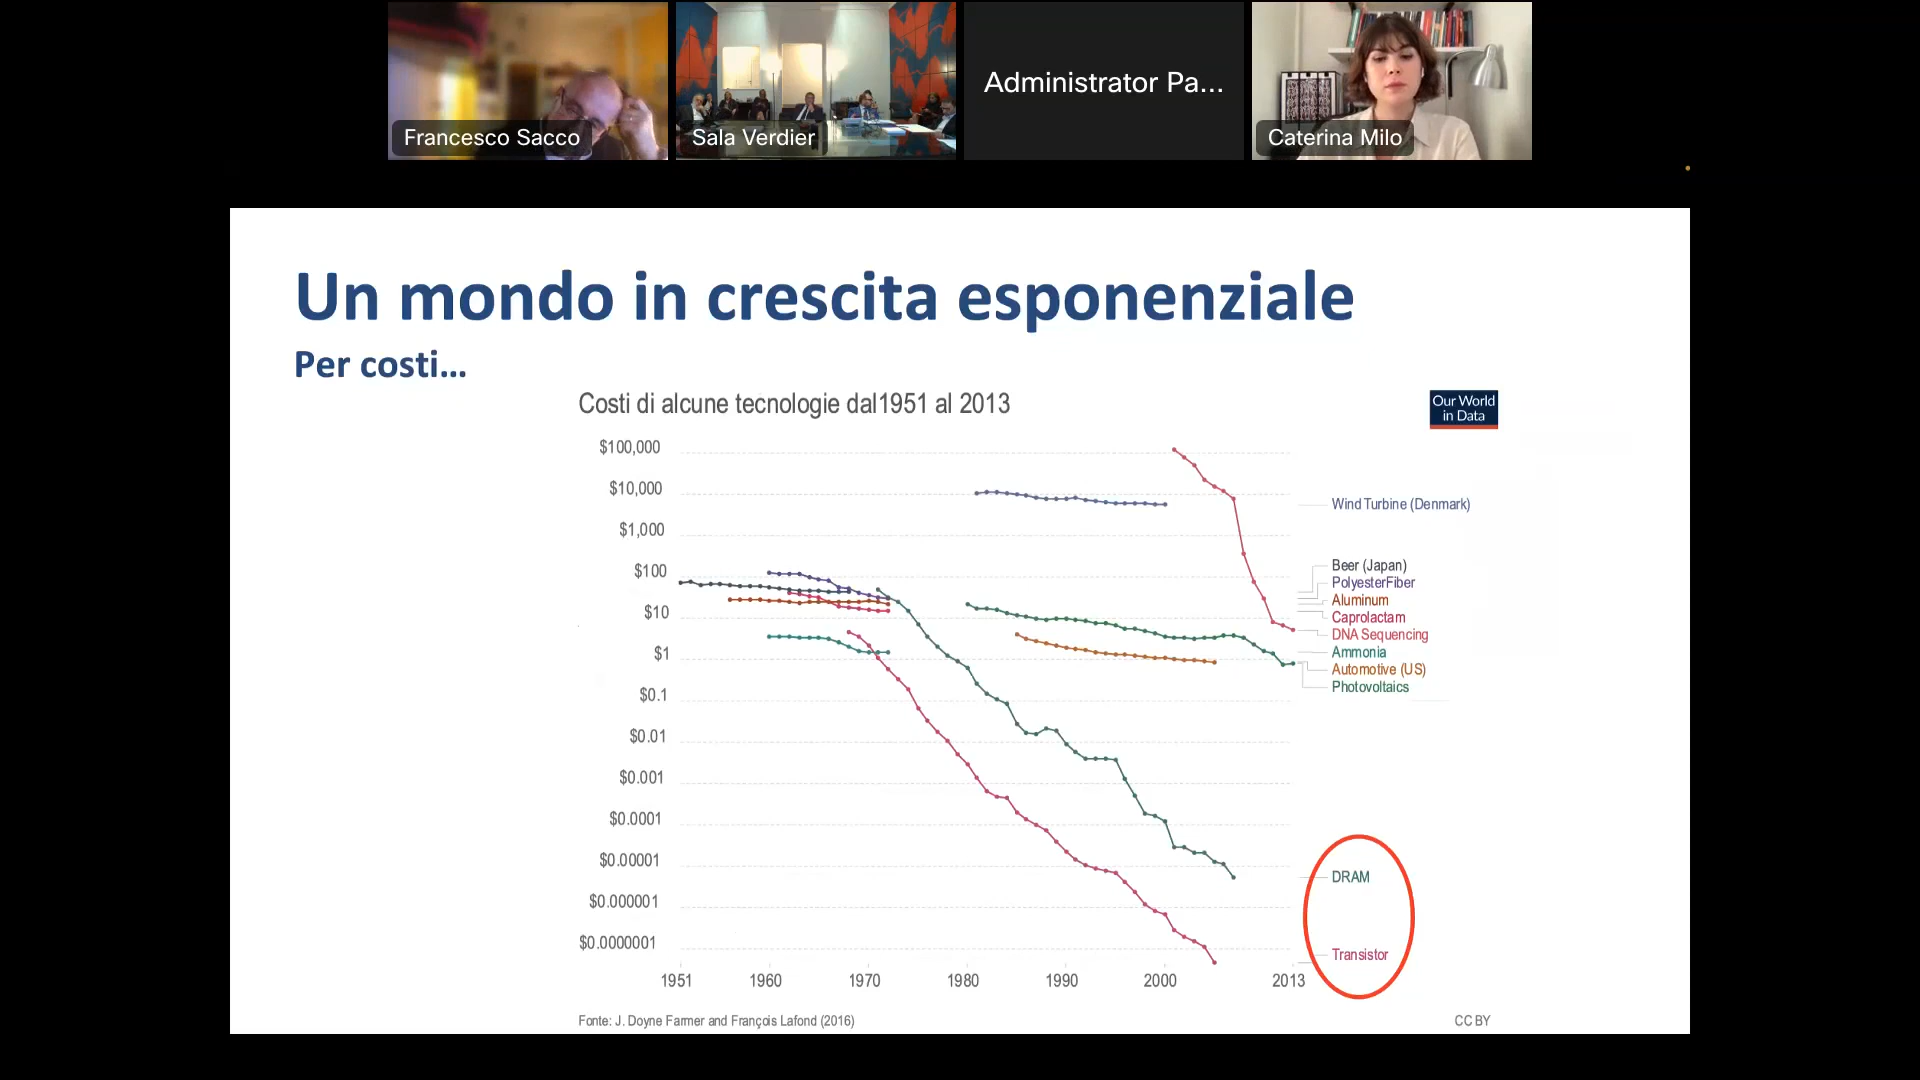 Francesco Sacco
Sala Verdier
Administrator Pa...
Caterina Milo
Un mondo in crescita esponenziale
Per costi...
Costi di alcune tecnologie dal1951 al 2013
Our World
in Data
$100,000
$10,000
$1,000
$100
$10
$1
$0.1
$0.01
$0.001
$0.0001
$0.00001
$0.000001
$0.0000001
1951
1960
1970
1980
1990
2000
2013
Wind Turbine (Denmark)
Beer (Japan)
PolyesterFiber
Aluminum
Caprolactam
DNA Sequencing
Ammonia
Automotive (US)
Photovoltaics
DRAM
Transistor
Fonte: J. Doyne Farmer and François Lafond (2016)
CC BY